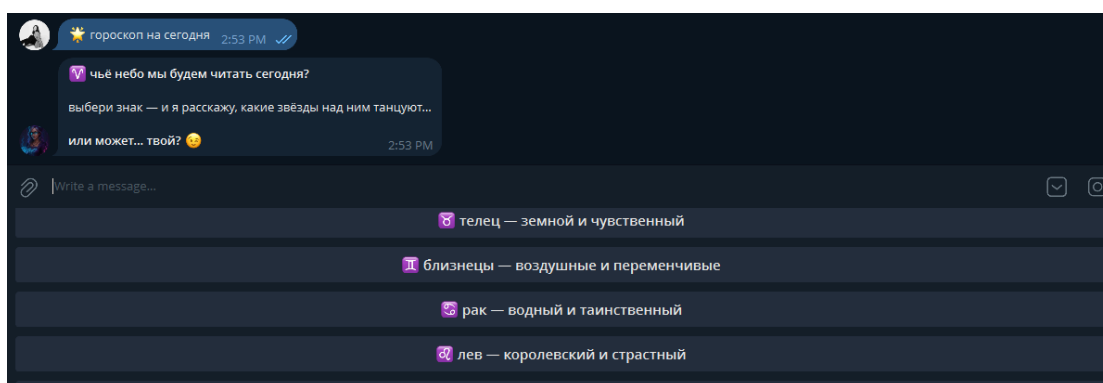 🌟 гороскоп на сегодня 2:53 PM
♈ чьё небо мы будем читать сегодня?
выбери знак — и я расскажу, какие звёзды над ним танцуют...
или может... твой? 😉 2:53 PM
Write a message...
♉ телец — земной и чувственный
♊ близнецы — воздушные и переменчивые
♋ рак — водный и таинственный
♌ лев — королевский и страстный